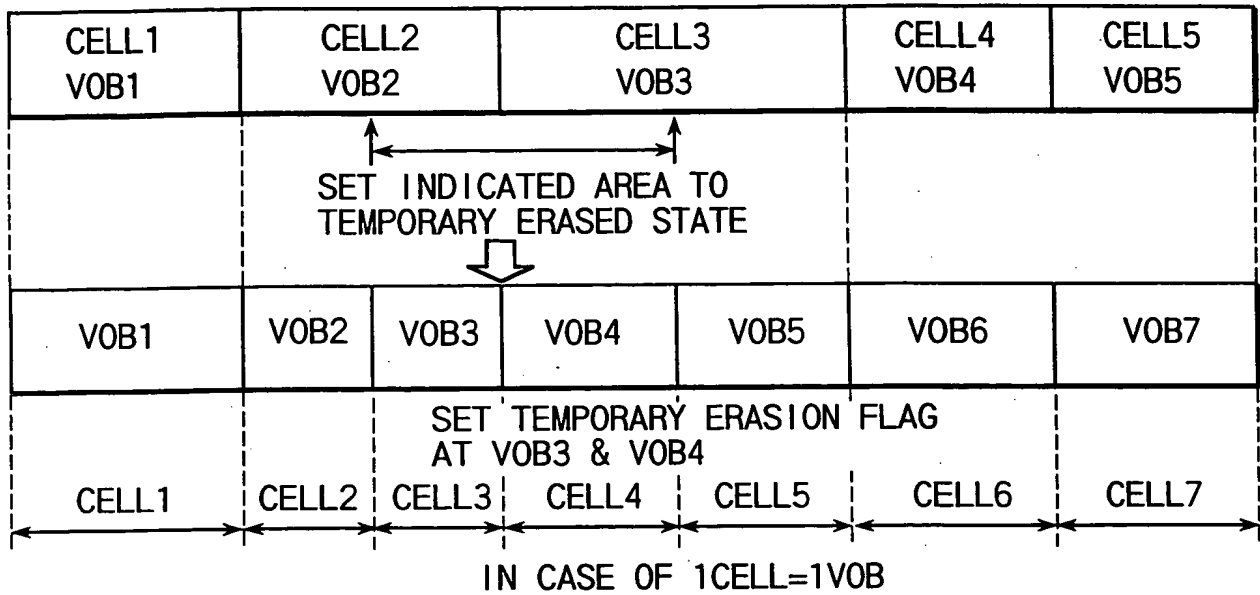 CELL1 CELL2 CELL3 CELL4 CELL5
VOB1 VOB2 VOB3 VOB4 VOB5
SET INDICATED AREA TO
TEMPORARY ERASED STATE
VOB1 VOB2 VOB3 VOB4 VOB5 VOB6 VOB7
SET TEMPORARY ERASION FLAG
AT VOB3 & VOB4
CELL1 CELL2 CELL3 CELL4 CELL5 CELL6 CELL7
IN CASE OF 1CELL=1VOB